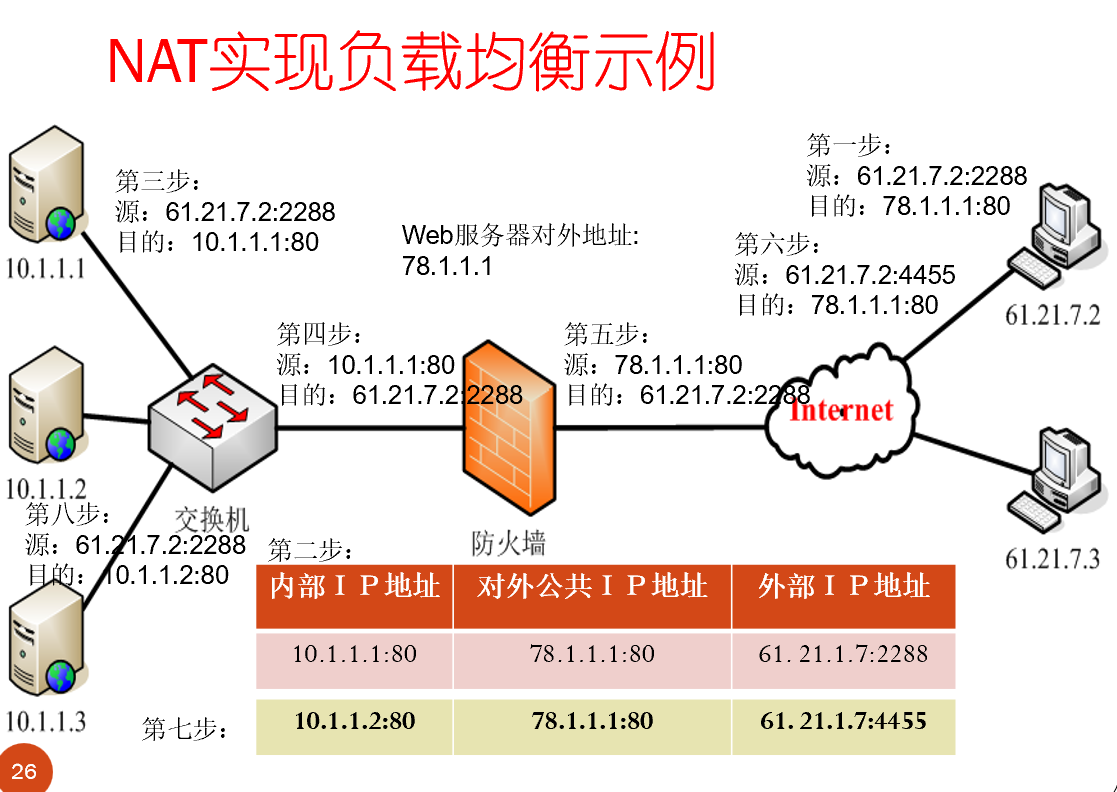 NAT实现负载均衡示例
第一步：
源：61.21.7.2:2288
目的：78.1.1.1:80
第三步：
源：61.21.7.2:2288
目的：10.1.1.1:80
10.1.1.1
Web服务器对外地址:
78.1.1.1
第六步：
源：61.21.7.2:4455
目的：78.1.1.1:80
61.21.7.2
第四步：
源：10.1.1.1:80
目的：61.21.7.2:2288
第五步：
源：78.1.1.1:80
目的：61.21.7.2:2288
Internet
10.1.1.2
第八步：
源：61.21.7.2:2288
目的：10.1.1.2:80
交换机
防火墙
61.21.7.3
第二步：
内部ＩＰ地址 对外公共ＩＰ地址 外部ＩＰ地址
10.1.1.1:80 78.1.1.1:80 61. 21.1.7:2288
10.1.1.3
第七步：
10.1.1.2:80 78.1.1.1:80 61. 21.1.7:4455
26